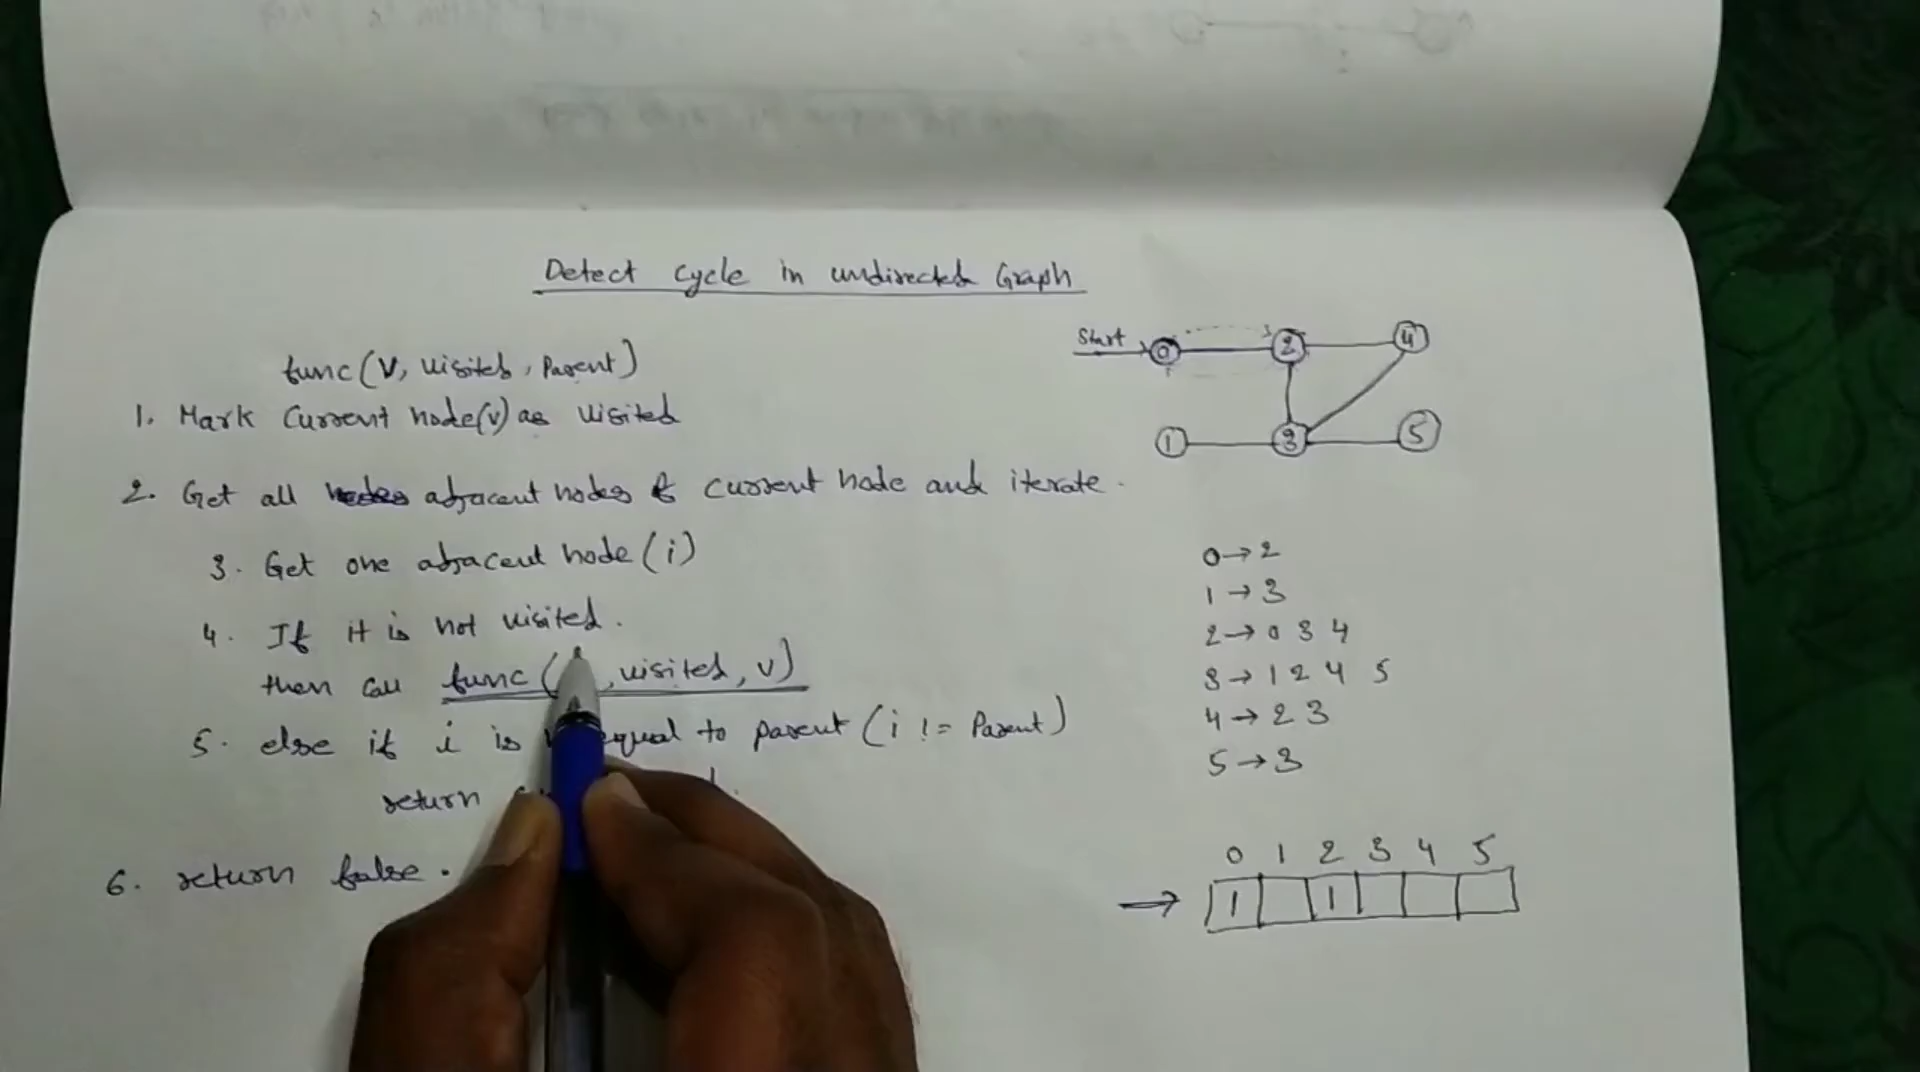 Detect cycle in undirected Graph
func(V, visited, Parent)
1. Mark Current node(v) as visited
2. Get all adjacent nodes of current node and iterate.
3. Get one adjacent node (i)
4. If it is not visited.
then call func( , visited, v)
5. else if i is equal to parent (i != Parent)
return
6. return false.
Start
0 2 4
1 3 5
0 → 2
1 → 3
2 → 0 3 4
3 → 1 2 4 5
4 → 2 3
5 → 3
0 1 2 3 4 5
→ 1 1